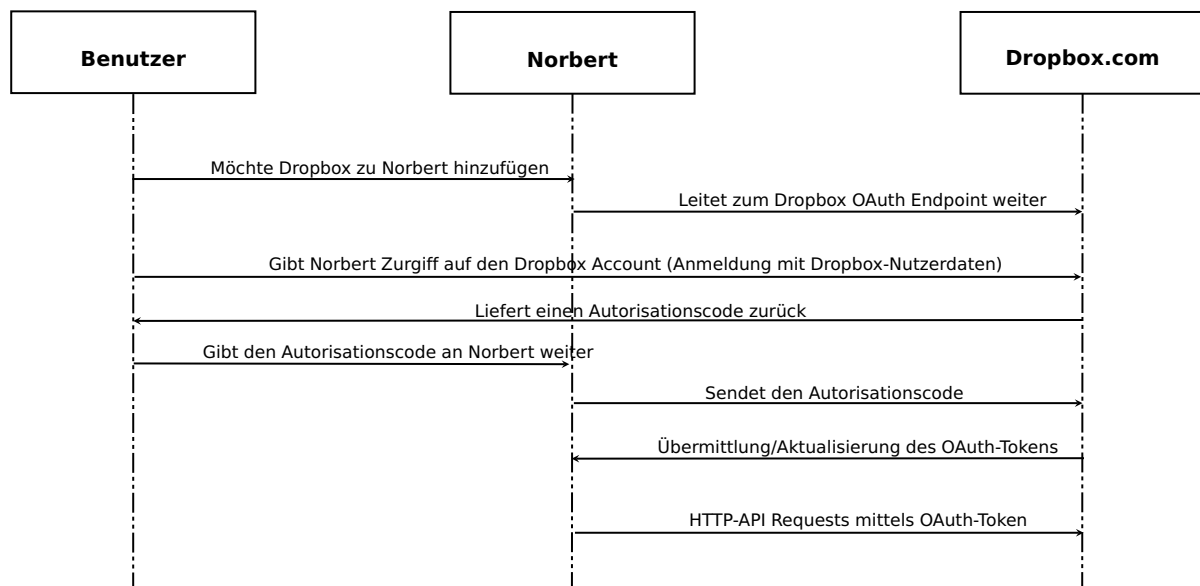 Benutzer
Norbert
Dropbox.com
Möchte Dropbox zu Norbert hinzufügen
Leitet zum Dropbox OAuth Endpoint weiter
Gibt Norbert Zurgiff auf den Dropbox Account (Anmeldung mit Dropbox-Nutzerdaten)
Liefert einen Autorisationscode zurück
Gibt den Autorisationscode an Norbert weiter
Sendet den Autorisationscode
Übermittlung/Aktualisierung des OAuth-Tokens
HTTP-API Requests mittels OAuth-Token